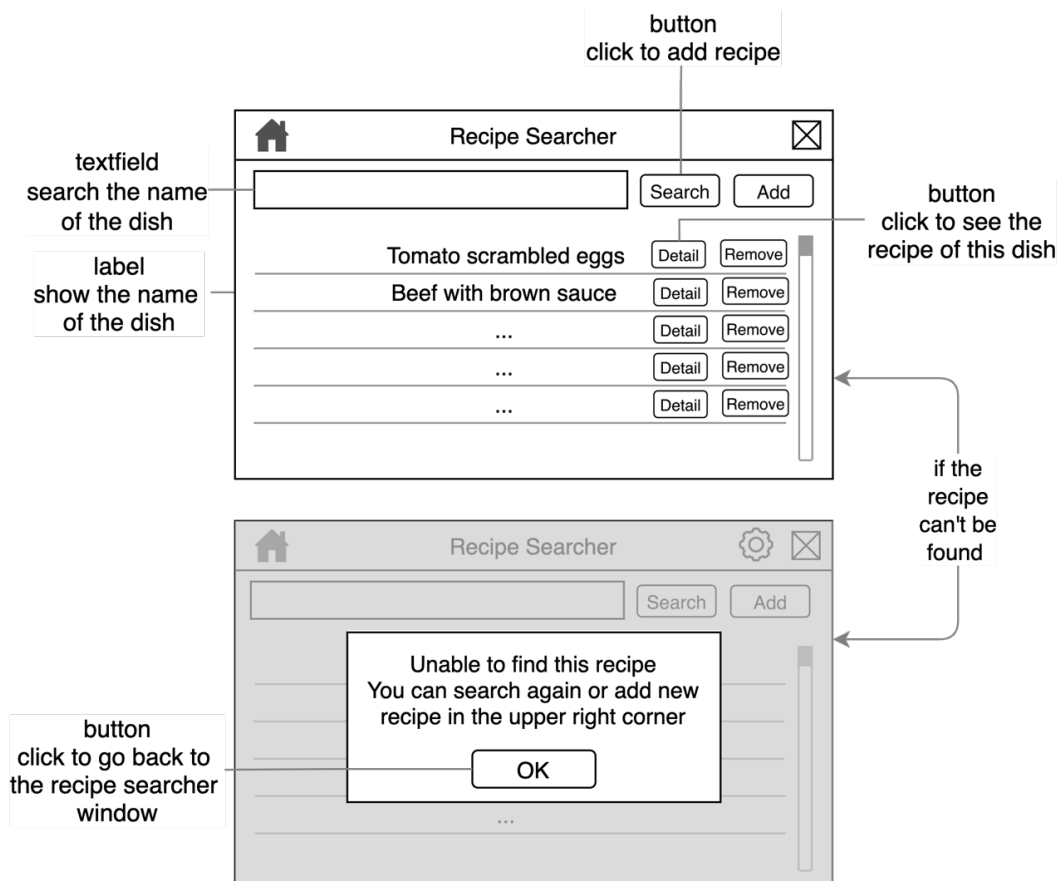 button
click to add recipe
Recipe Searcher
textfield
search the name
of the dish
Search
Add
button
click to see the
recipe of this dish
label
show the name
of the dish
Tomato scrambled eggs
Detail
Remove
Beef with brown sauce
Detail
Remove
...
Detail
Remove
...
Detail
Remove
...
Detail
Remove
if the
recipe
can't be
found
Recipe Searcher
Search
Add
Unable to find this recipe
You can search again or add new
recipe in the upper right corner
OK
button
click to go back to
the recipe searcher
window
...